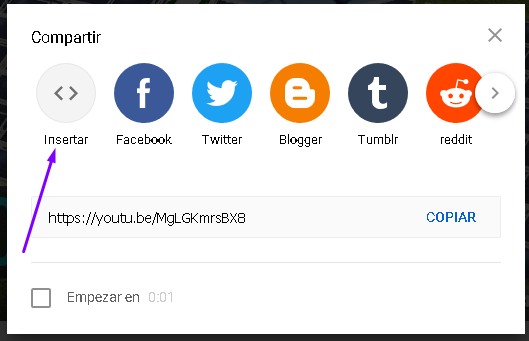 Compartir
Insertar Facebook Twitter Blogger Tumblr reddit
https://youtu.be/MgLGKmrsBX8 COPIAR
Empezar en 0:01